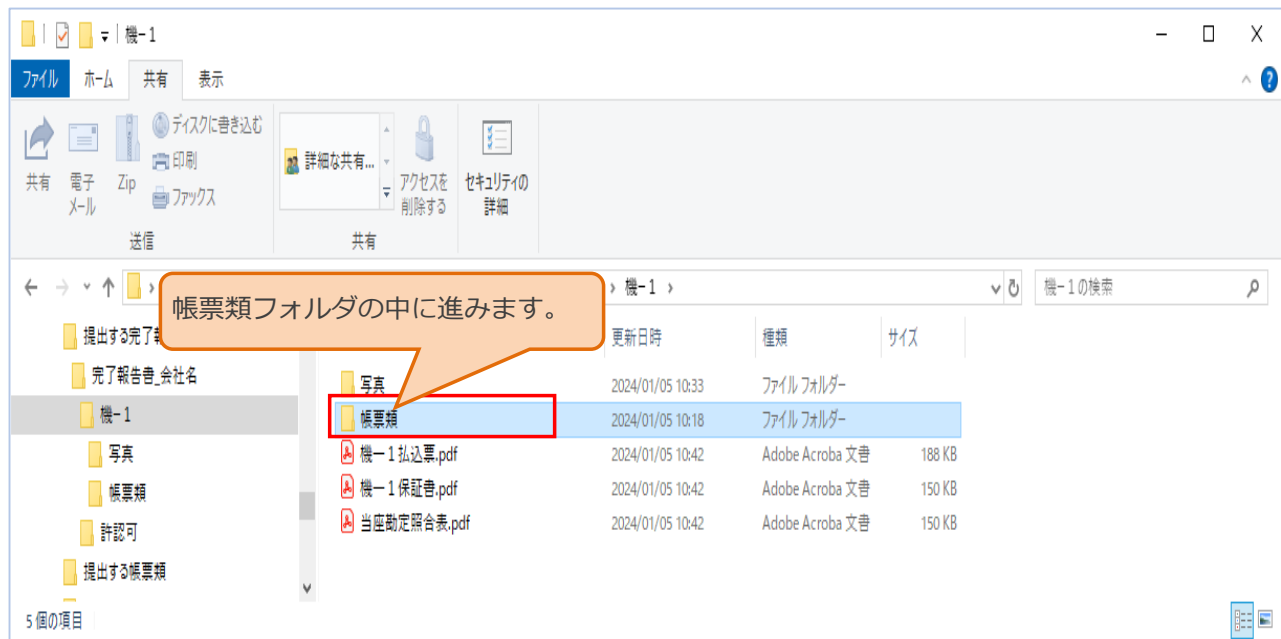 機-1
ファイル ホーム 共有 表示
共有
電子
メール
Zip
ディスクに書き込む
印刷
ファックス
送信
詳細な共有...
アクセスを
削除する
共有
セキュリティの
詳細
機-1
機-1の検索
帳票類フォルダの中に進みます。
更新日時 種類 サイズ
提出する完了
完了報告書_会社名
機-1
写真
帳票類
許認可
提出する帳票類
写真 2024/01/05 10:33 ファイル フォルダー
帳票類 2024/01/05 10:18 ファイル フォルダー
機ー1払込票.pdf 2024/01/05 10:42 Adobe Acroba 文書 188 KB
機ー1保証書.pdf 2024/01/05 10:42 Adobe Acroba 文書 150 KB
当座勘定照合表.pdf 2024/01/05 10:42 Adobe Acroba 文書 150 KB
5 個の項目